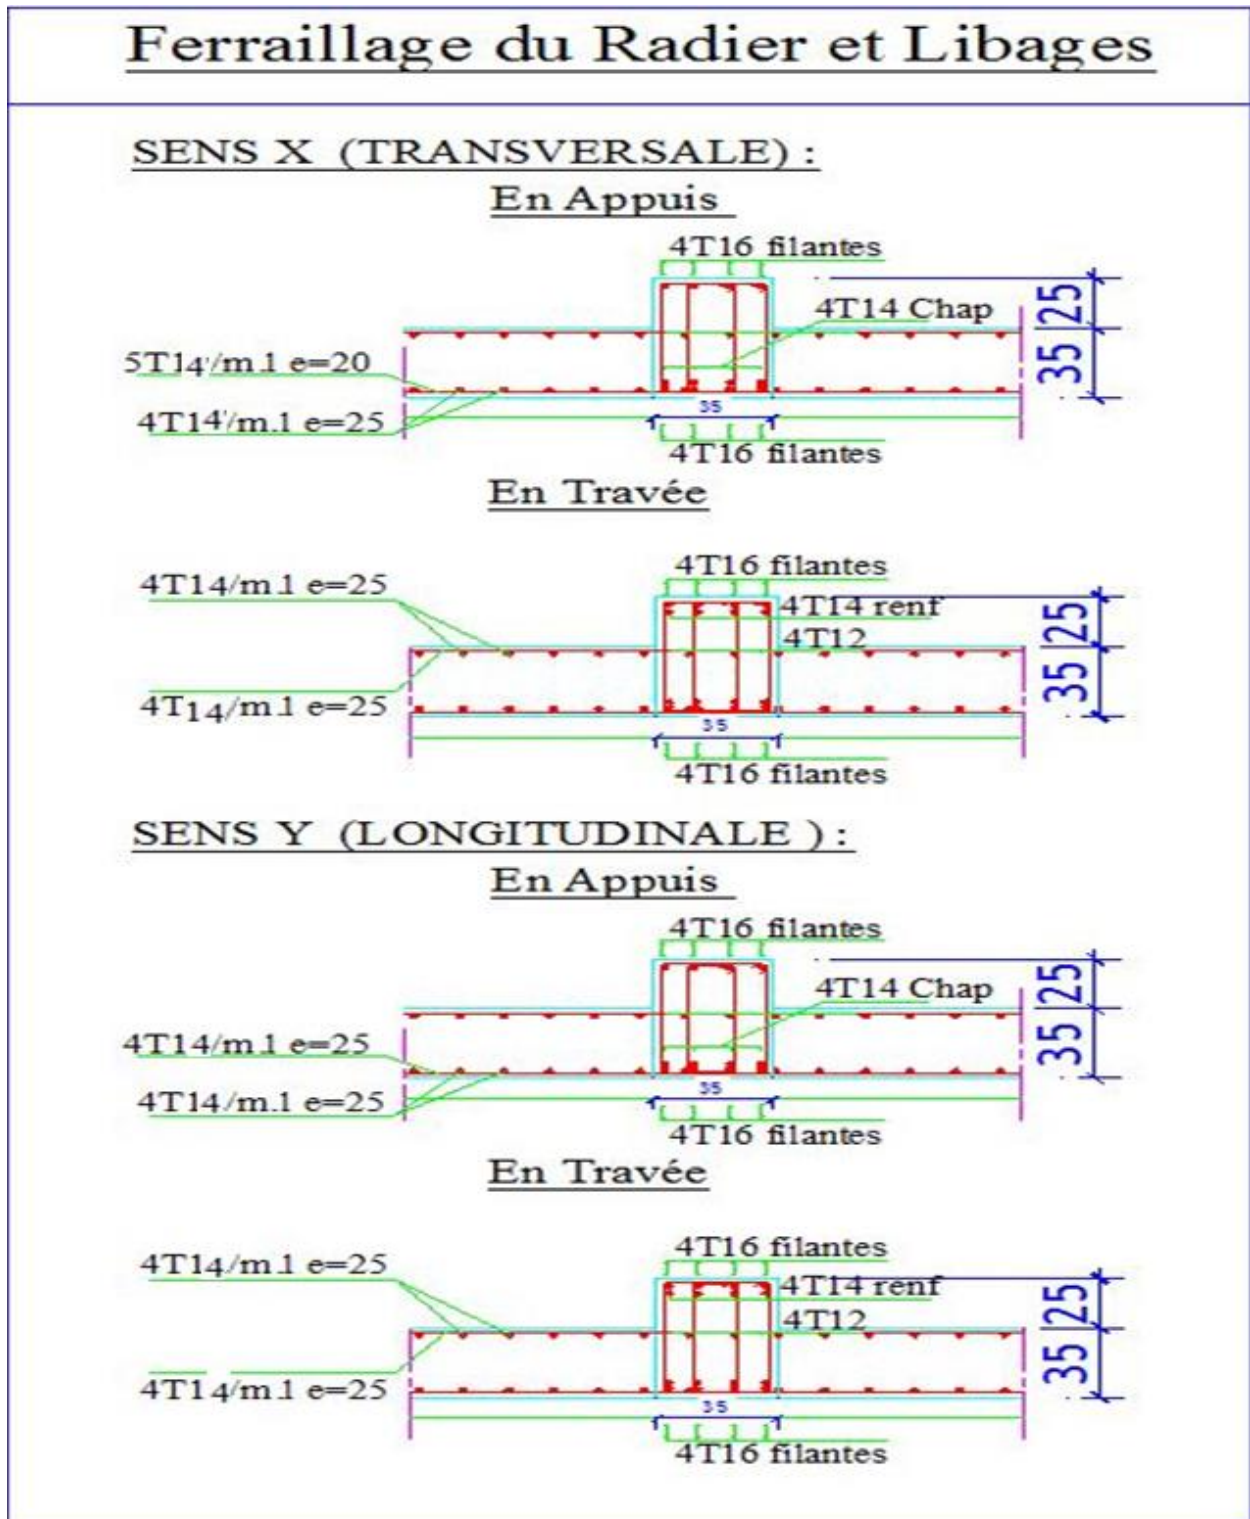 Ferraillage du Radier et Libages
SENS X (TRANSVERSALE) :
En Appuis
4T16 filantes
4T14 Chap
25
5T14'/m.l e=20
35
4T14'/m.l e=25
35
4T16 filantes
En Travée
4T16 filantes
4T14/m.l e=25
4T14 renf
25
4T12
35
4T14/m.l e=25
35
4T16 filantes
SENS Y (LONGITUDINALE ) :
En Appuis
4T16 filantes
4T14 Chap
25
4T14/m.l e=25
35
4T14/m.l e=25
35
4T16 filantes
En Travée
4T16 filantes
4T14/m.l e=25
4T14 renf
25
4T12
35
4T14/m.l e=25
35
4T16 filantes